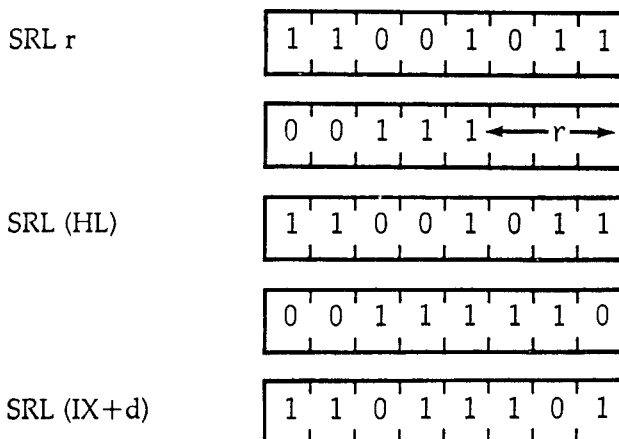 SRL r 1 1 0 0 1 0 1 1
0 0 1 1 1 r
SRL (HL) 1 1 0 0 1 0 1 1
0 0 1 1 1 1 1 0
SRL (IX+d) 1 1 0 1 1 1 0 1